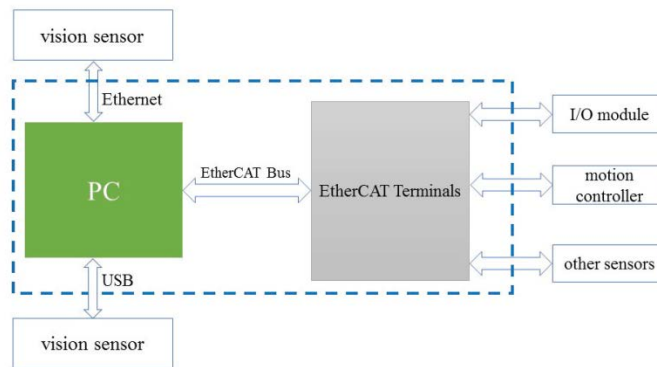 vision sensor
Ethernet
I/O module
PC
EtherCAT Bus
EtherCAT Terminals
motion
controller
USB
other sensors
vision sensor